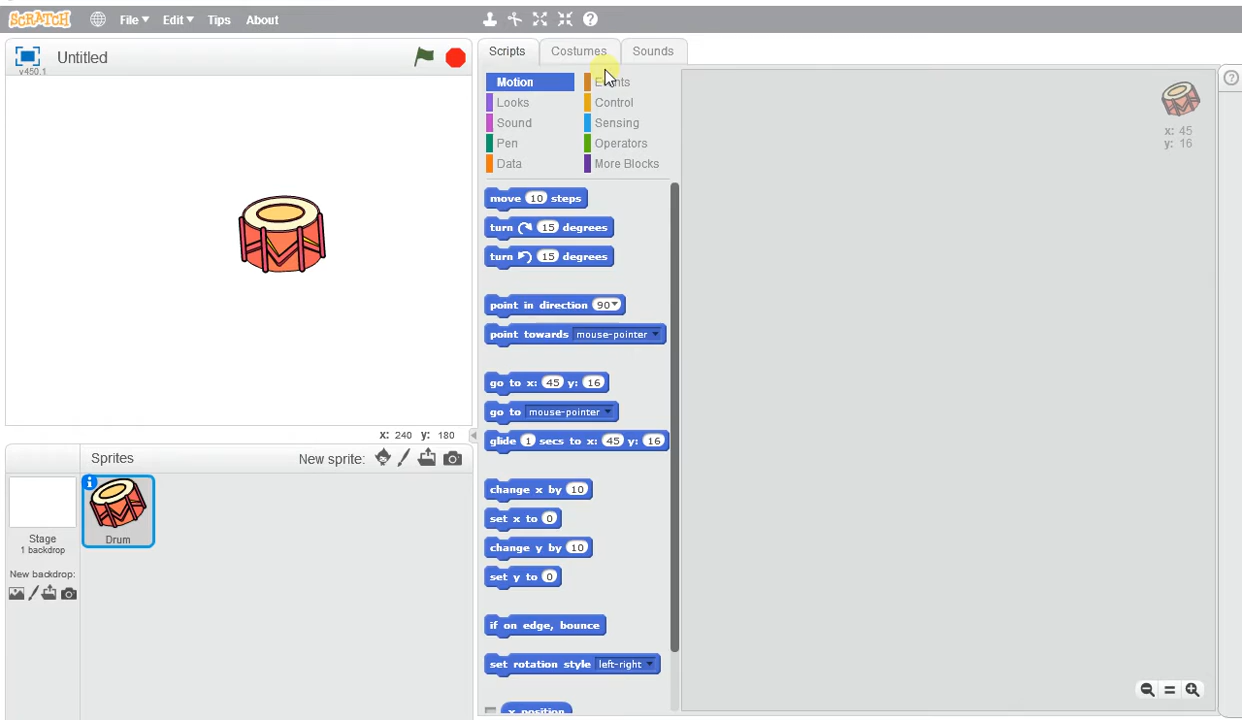 SCRATCH File Edit Tips About
v450.1 Untitled
Scripts Costumes Sounds
Motion Events
Looks Control
Sound Sensing
Pen Operators
Data More Blocks
x: 45
y: 16
move 10 steps
turn 15 degrees
turn 15 degrees
point in direction 90
point towards mouse-pointer
go to x: 45 y: 16
go to mouse-pointer
glide 1 secs to x: 45 y: 16
change x by 10
set x to 0
change y by 10
set y to 0
if on edge, bounce
set rotation style left-right
x position
x: 240 y: 180
Sprites New sprite:
Stage
1 backdrop
New backdrop:
Drum